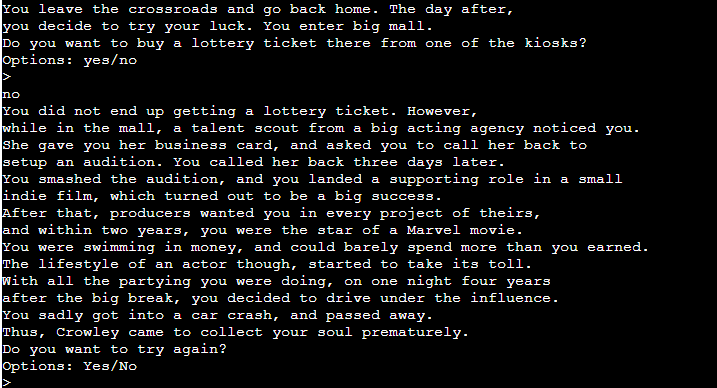 You leave the crossroads and go back home. The day after,
you decide to try your luck. You enter big mall.
Do you want to buy a lottery ticket there from one of the kiosks?
Options: yes/no
>
no
You did not end up getting a lottery ticket. However,
while in the mall, a talent scout from a big acting agency noticed you.
She gave you her business card, and asked you to call her back to
setup an audition. You called her back three days later.
You smashed the audition, and you landed a supporting role in a small
indie film, which turned out to be a big success.
After that, producers wanted you in every project of theirs,
and within two years, you were the star of a Marvel movie.
You were swimming in money, and could barely spend more than you earned.
The lifestyle of an actor though, started to take its toll.
With all the partying you were doing, on one night four years
after the big break, you decided to drive under the influence.
You sadly got into a car crash, and passed away.
Thus, Crowley came to collect your soul prematurely.
Do you want to try again?
Options: Yes/No
>